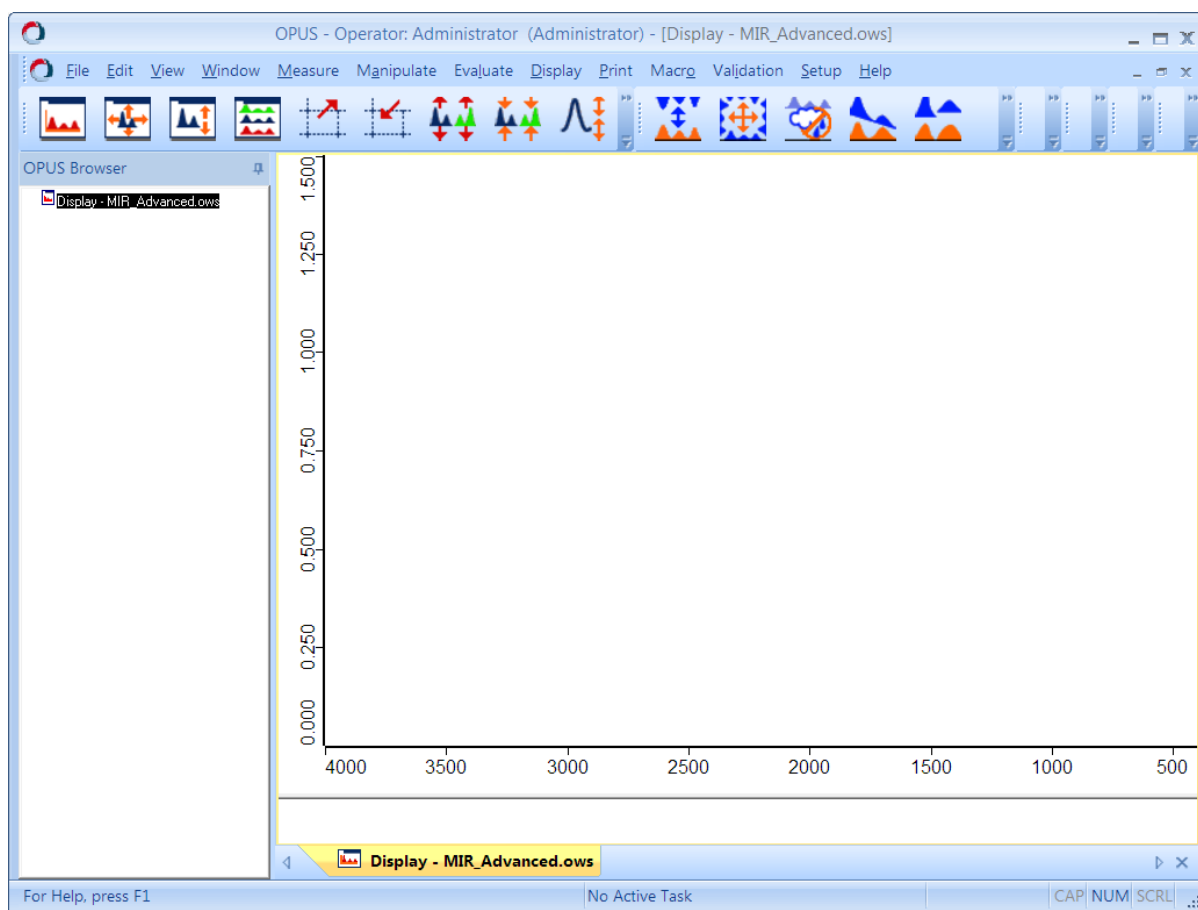 OPUS - Operator: Administrator (Administrator) - [Display - MIR_Advanced.ows]
File Edit View Window Measure Manipulate Evaluate Display Print Macro Validation Setup Help
OPUS Browser
Display - MIR_Advanced.ows
1.500
1.250
1.000
0.750
0.500
0.250
0.000
4000 3500 3000 2500 2000 1500 1000 500
Display - MIR_Advanced.ows
For Help, press F1 No Active Task CAP NUM SCRL